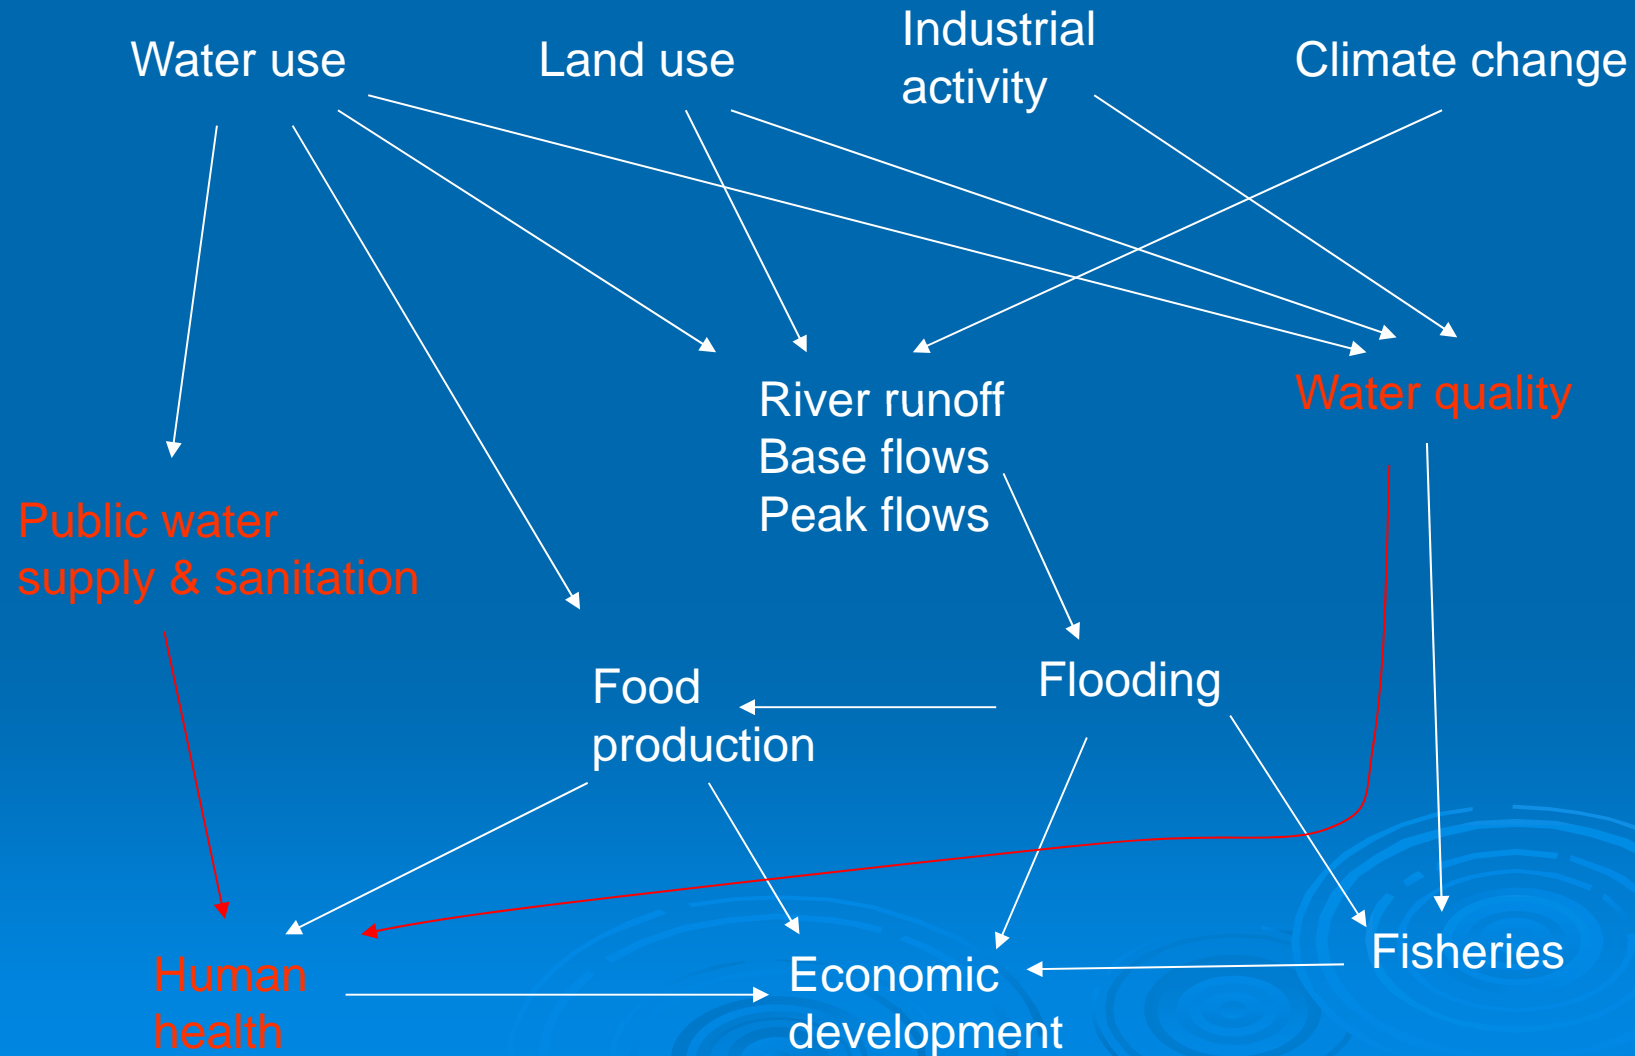 Water use
Land use
Industrial
activity
Climate change
River runoff
Base flows
Peak flows
Water quality
Public water
supply & sanitation
Food
production
Flooding
Human
health
Economic
development
Fisheries